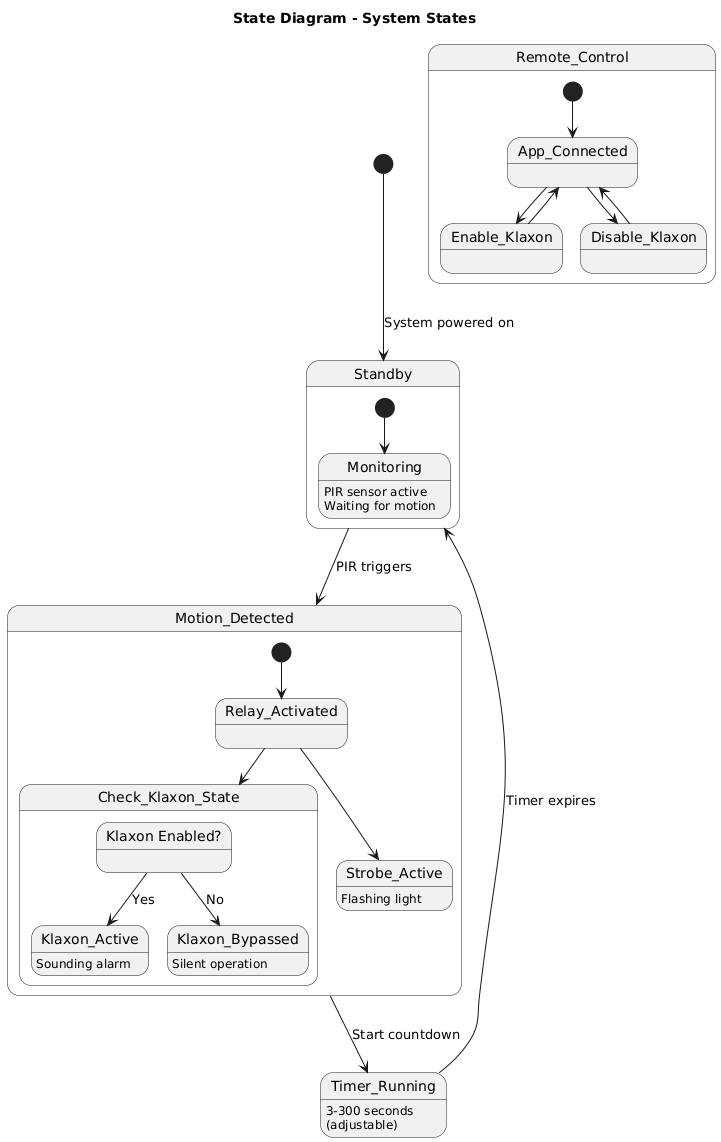 State Diagram - System States
Remote_Control
App_Connected
Enable_Klaxon
Disable_Klaxon
System powered on
Standby
Monitoring
PIR sensor active
Waiting for motion
PIR triggers
Motion_Detected
Relay_Activated
Check_Klaxon_State
Klaxon Enabled?
Yes
No
Klaxon_Active
Sounding alarm
Klaxon_Bypassed
Silent operation
Strobe_Active
Flashing light
Timer expires
Start countdown
Timer_Running
3-300 seconds
(adjustable)